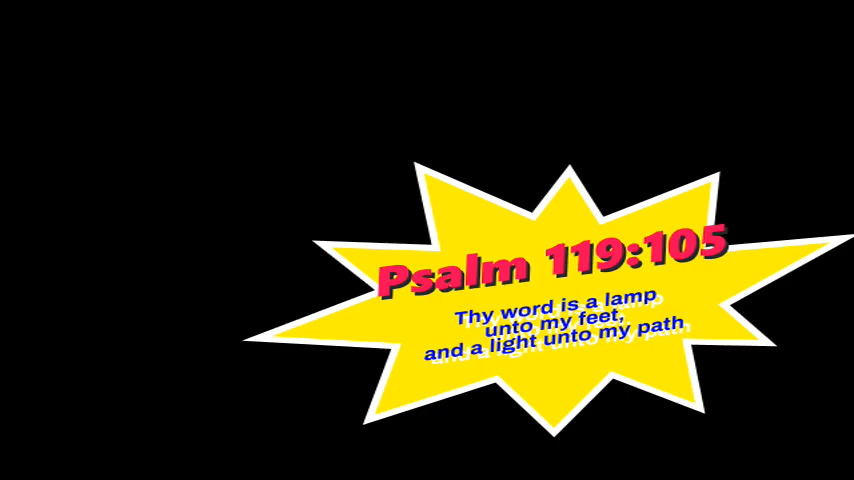 Psalm 119:105
Thy word is a lamp
unto my feet,
and a light unto my path